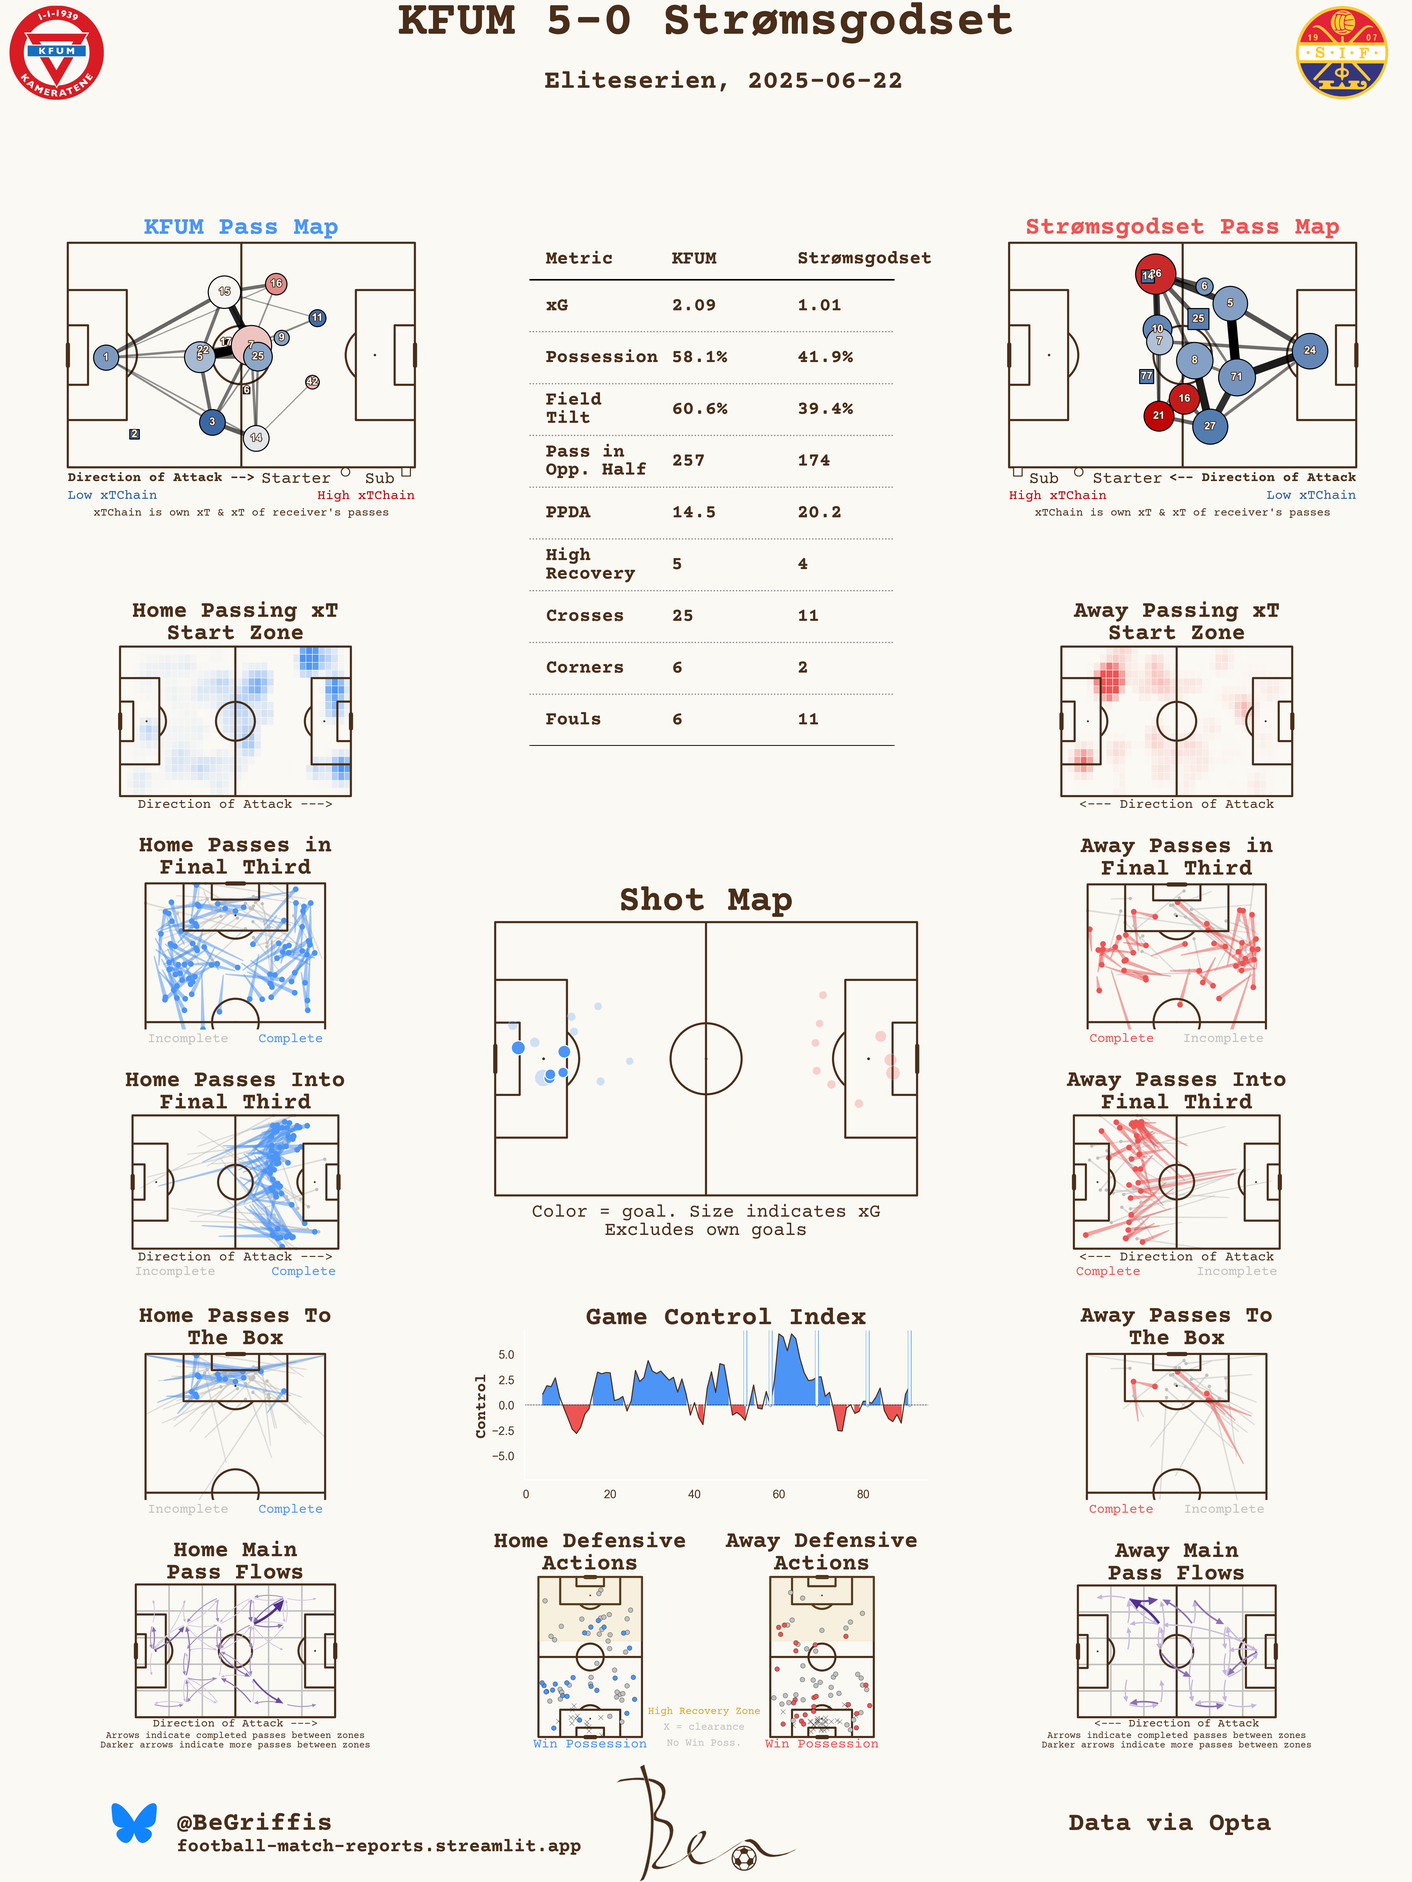 KFUM 5-0 Strømsgodset
Eliteserien, 2025-06-22
1-1-1939
KFUM
KAMERATENE
19 07
S.I.F
KFUM Pass Map
15
16
11
9
17
7
22
5
25
1
42
6
3
14
2
Direction of Attack --> Starter Sub
Low xTChain High xTChain
xTChain is own xT & xT of receiver's passes
Metric KFUM Strømsgodset
xG 2.09 1.01
Possession 58.1% 41.9%
Field
Tilt 60.6% 39.4%
Pass in
Opp. Half 257 174
PPDA 14.5 20.2
High
Recovery 5 4
Crosses 25 11
Corners 6 2
Fouls 6 11
Strømsgodset Pass Map
14
26
6
5
25
10
7
8
24
77
71
16
21
27
Sub Starter <-- Direction of Attack
High xTChain Low xTChain
xTChain is own xT & xT of receiver's passes
Home Passing xT
Start Zone
Direction of Attack --->
Away Passing xT
Start Zone
<--- Direction of Attack
Home Passes in
Final Third
Incomplete Complete
Away Passes in
Final Third
Complete Incomplete
Shot Map
Color = goal. Size indicates xG
Excludes own goals
Home Passes Into
Final Third
Direction of Attack --->
Incomplete Complete
Away Passes Into
Final Third
<--- Direction of Attack
Complete Incomplete
Home Passes To
The Box
Incomplete Complete
Game Control Index
Control
5.0
2.5
0.0
−2.5
−5.0
0 20 40 60 80
Away Passes To
The Box
Complete Incomplete
Home Main
Pass Flows
Direction of Attack --->
Arrows indicate completed passes between zones
Darker arrows indicate more passes between zones
Home Defensive
Actions
Win Possession
Away Defensive
Actions
Win Possession
High Recovery Zone
X = clearance
No Win Poss.
Away Main
Pass Flows
<--- Direction of Attack
Arrows indicate completed passes between zones
Darker arrows indicate more passes between zones
@BeGriffis
football-match-reports.streamlit.app
Ben
Data via Opta